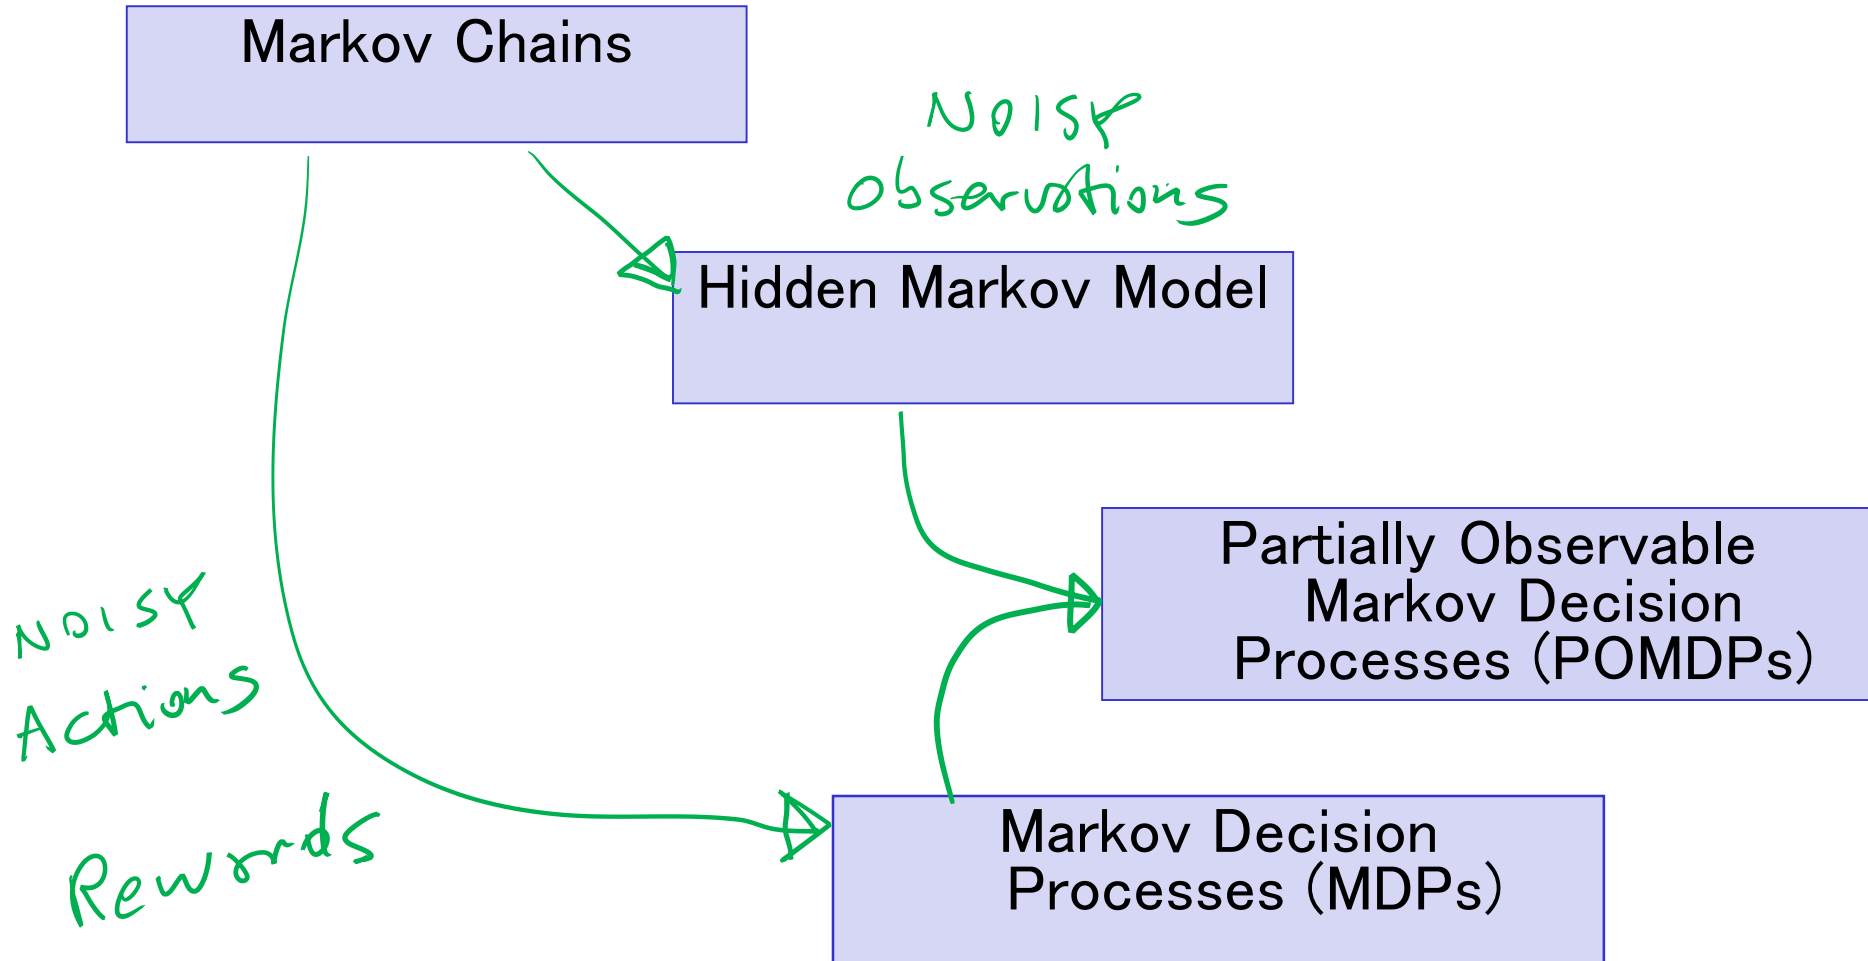 Markov Chains
NOISY
Observations
Hidden Markov Model
Partially Observable
Markov Decision
Processes (POMDPs)
NOISY
Actions
Rewards
Markov Decision
Processes (MDPs)